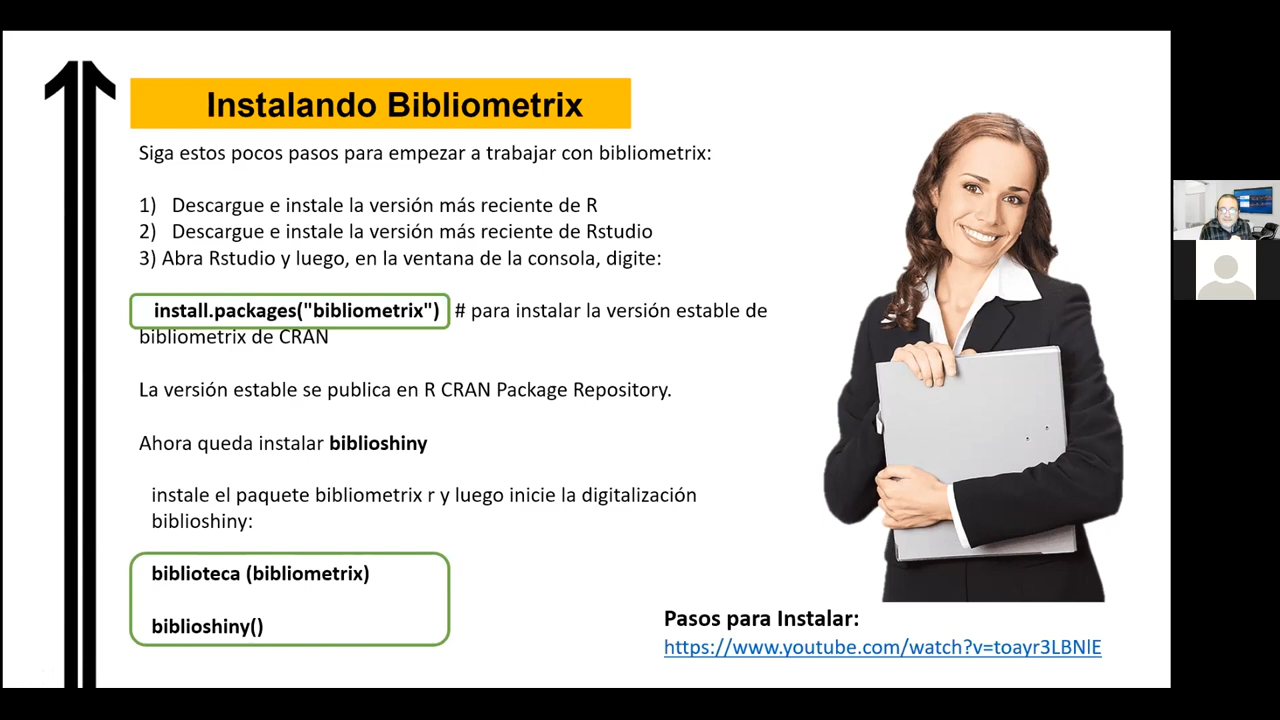 Instalando Bibliometrix
Siga estos pocos pasos para empezar a trabajar con bibliometrix:
1) Descargue e instale la versión más reciente de R
2) Descargue e instale la versión más reciente de Rstudio
3) Abra Rstudio y luego, en la ventana de la consola, digite:
install.packages("bibliometrix") # para instalar la versión estable de
bibliometrix de CRAN
La versión estable se publica en R CRAN Package Repository.
Ahora queda instalar biblioshiny
instale el paquete bibliometrix r y luego inicie la digitalización
biblioshiny:
biblioteca (bibliometrix)
biblioshiny()
Pasos para Instalar:
https://www.youtube.com/watch?v=toayr3LBNlE